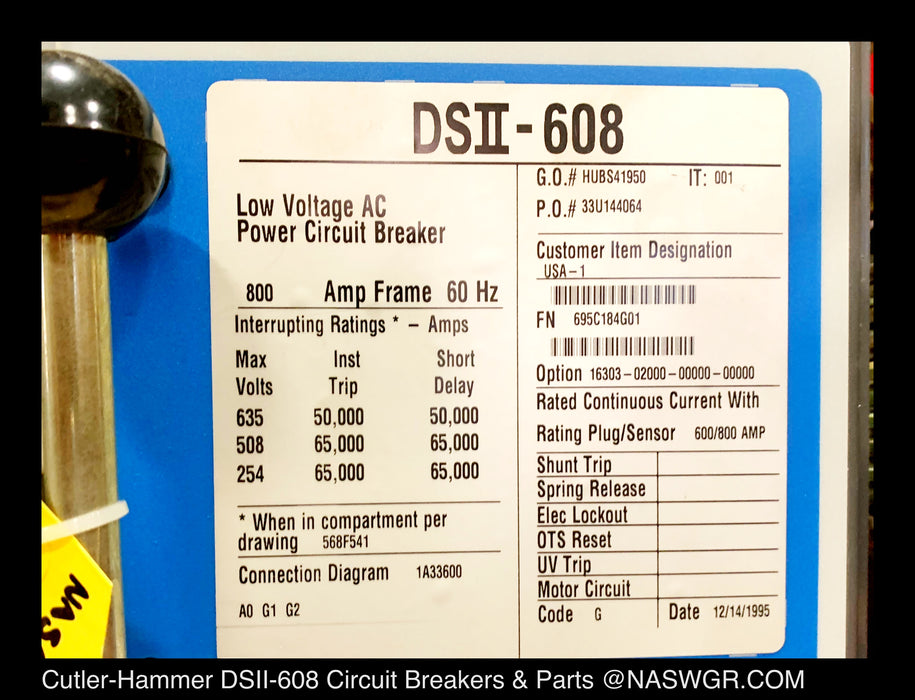 DSII-608
Low Voltage AC
Power Circuit Breaker
800 Amp Frame 60 Hz
Interrupting Ratings * – Amps
Max Inst Short
Volts Trip Delay
635 50,000 50,000
508 65,000 65,000
254 65,000 65,000
* When in compartment per
drawing 568F541
Connection Diagram 1A33600
A0 G1 G2
G.O.# HUBS41950 IT: 001
P.O.# 33U144064
Customer Item Designation
USA-1
FN 695C184G01
Option 16303-02000-00000-00000
Rated Continuous Current With
Rating Plug/Sensor 600/800 AMP
Shunt Trip
Spring Release
Elec Lockout
OTS Reset
UV Trip
Motor Circuit
Code G Date 12/14/1995
NAS
Cutler-Hammer DSII-608 Circuit Breakers & Parts @NASWGR.COM